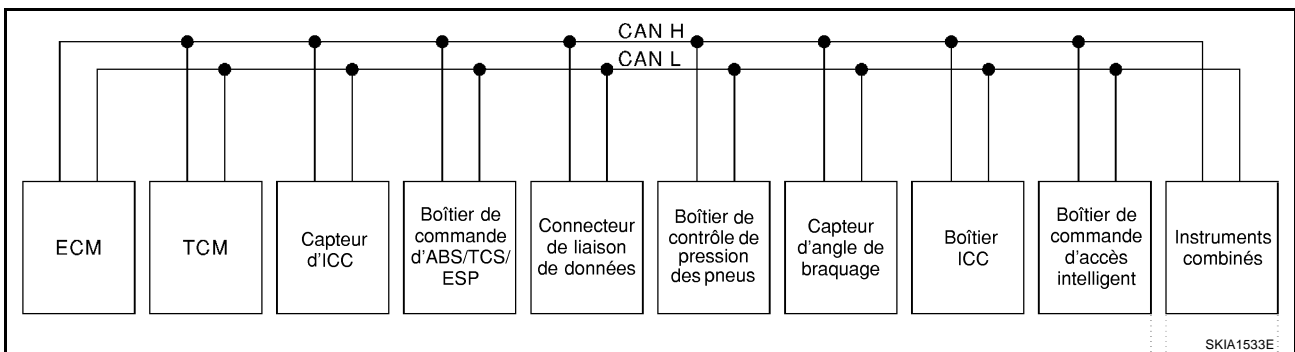 CAN H
CAN L
ECM
TCM
Capteur
d'ICC
Boîtier de
commande
d'ABS/TCS/
ESP
Connecteur
de liaison
de données
Boîtier de
contrôle de
pression
des pneus
Capteur
d'angle de
braquage
Boîtier
ICC
Boîtier de
commande
d'accès
intelligent
Instruments
combinés
SKIA1533E